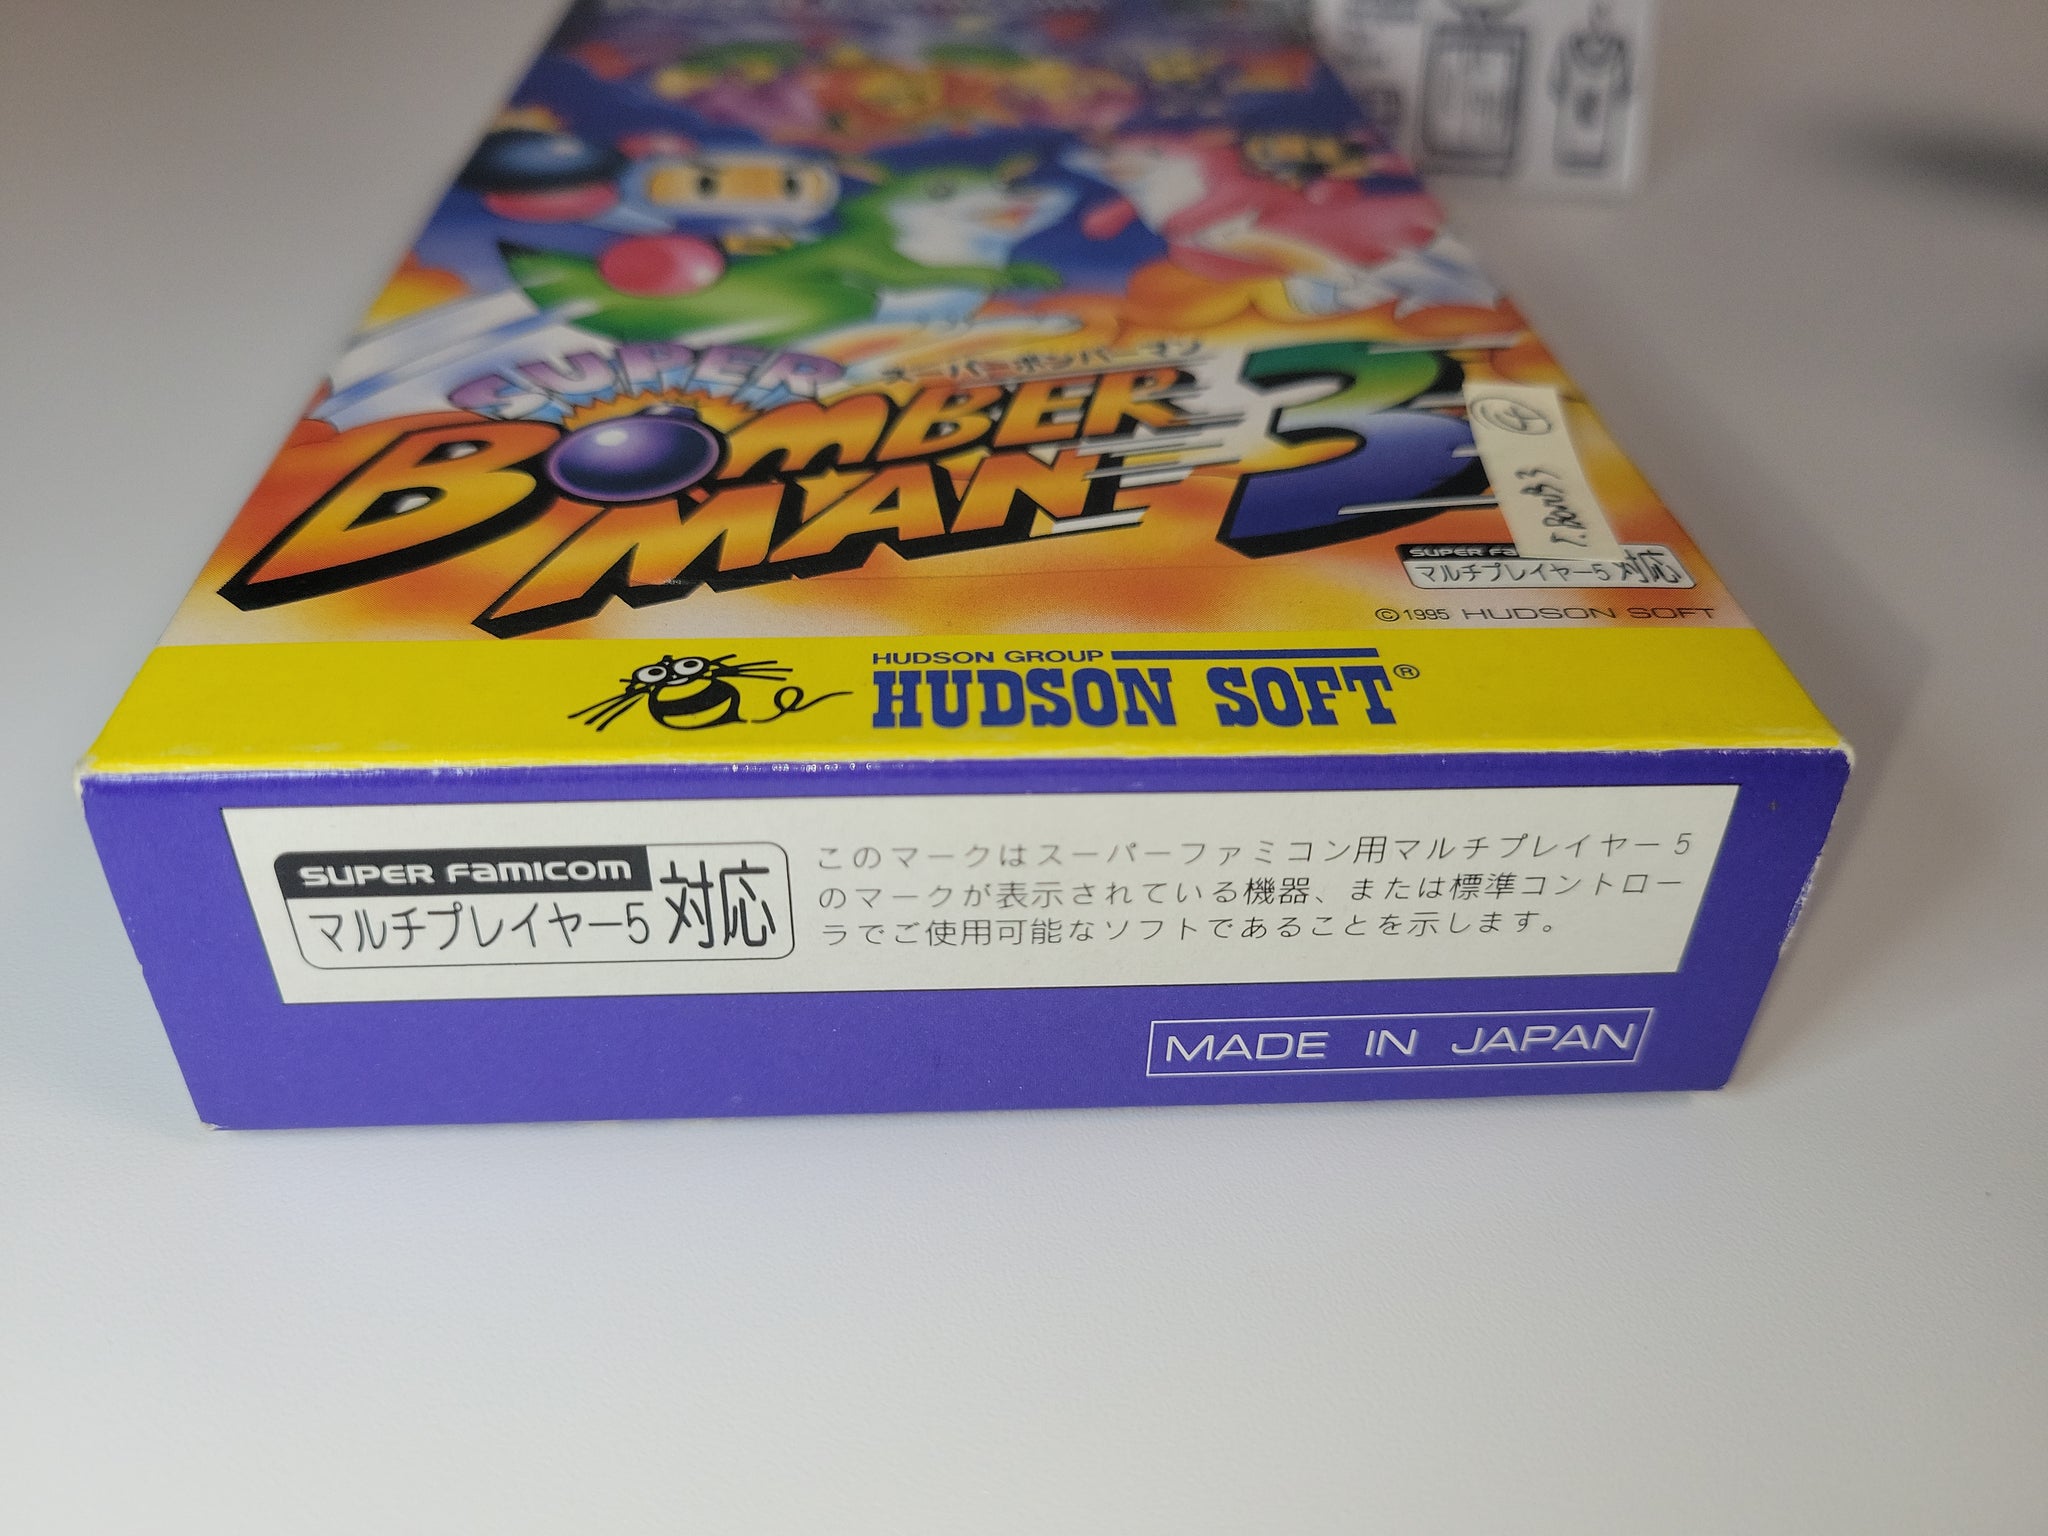 SUPER
スーパーボンバーマン
BOMBER
MAN
3
SUPER Fa
マルチプレイヤー5 対応
©1995 HUDSON SOFT
HUDSON GROUP
HUDSON SOFT®
SUPER FAMICOM
マルチプレイヤー5 対応
このマークはスーパーファミコン用マルチプレイヤー5
のマークが表示されている機器、または標準コントロー
ラでご使用可能なソフトであることを示します。
MADE IN JAPAN